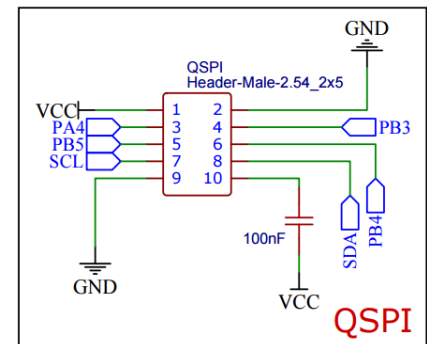 GND
QSPI
Header-Male-2.54_2x5
VCC 1 2
PA4 3 4 PB3
PB5 5 6
SCL 7 8
9 10
100nF
SDA
PB4
GND
VCC
QSPI